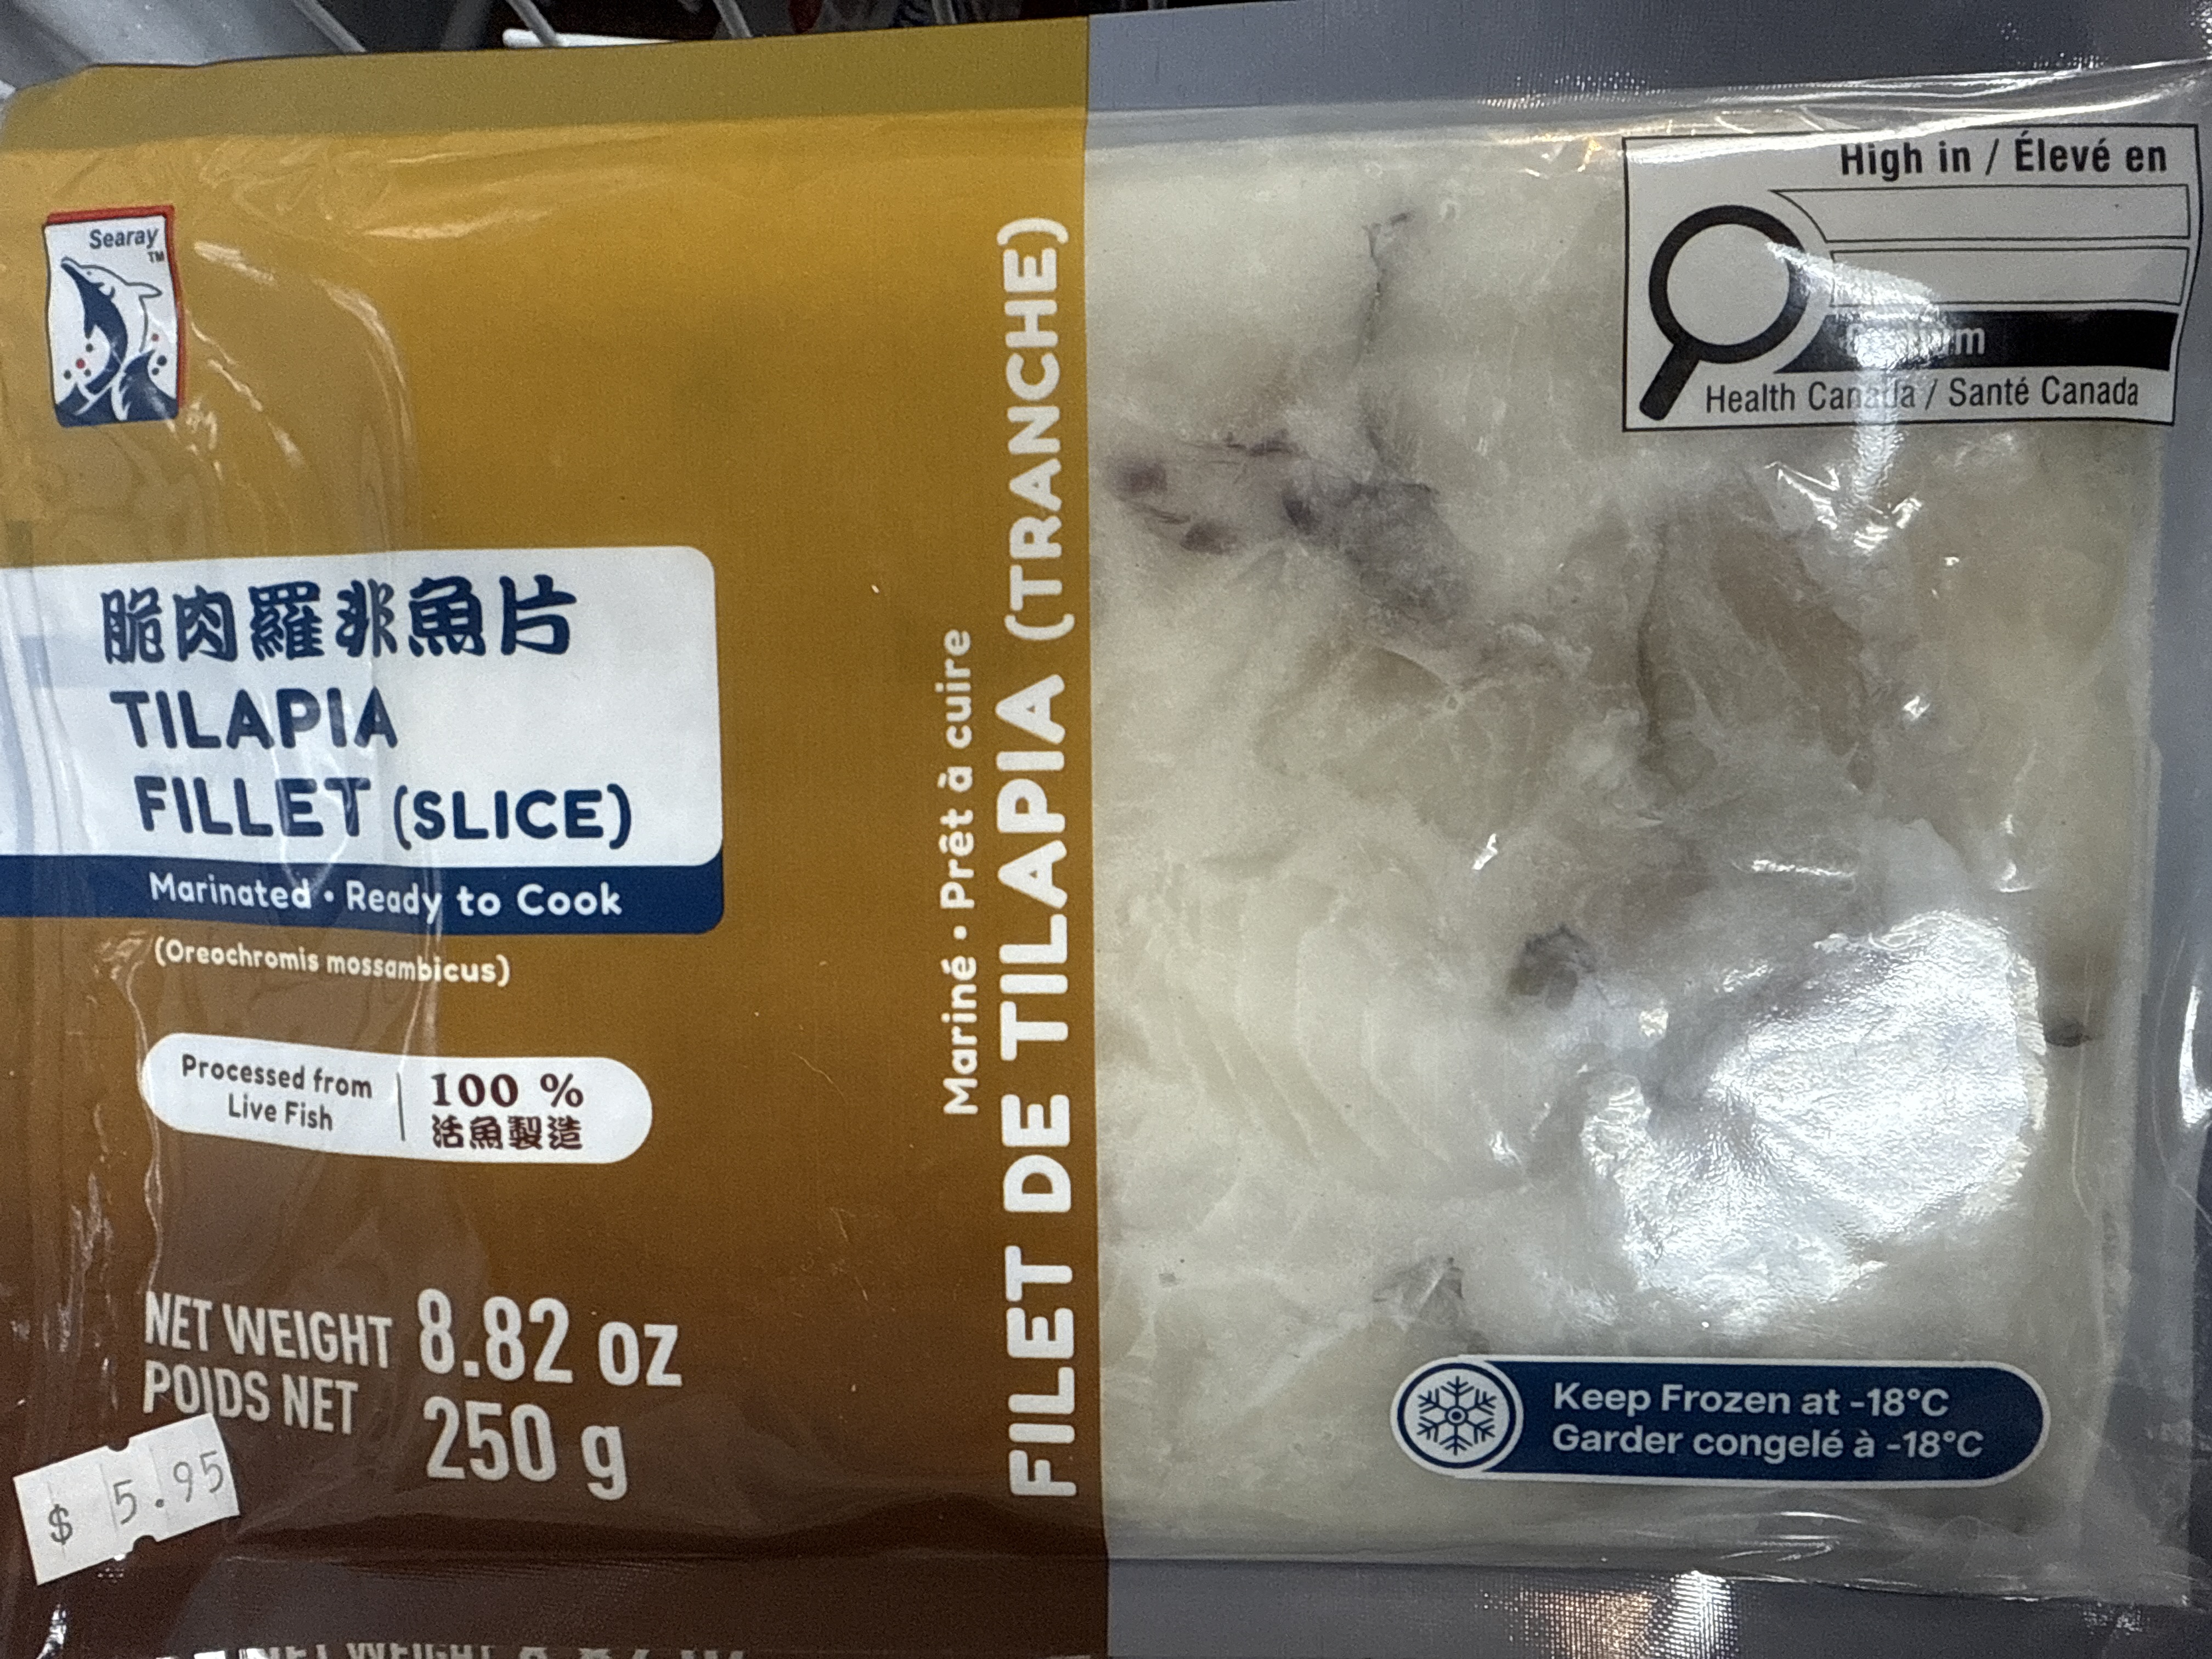 Searay
TM
脆肉羅非魚片
TILAPIA
FILLET (SLICE)
Marinated • Ready to Cook
(Oreochromis mossambicus)
Processed from
Live Fish
100 %
活魚製造
NET WEIGHT 8.82 oz
POIDS NET 250 g
$ 5.95
Mariné • Prêt à cuire
FILET DE TILAPIA (TRANCHE)
High in / Élevé en
Health Canada / Santé Canada
Keep Frozen at -18°C
Garder congelé à -18°C